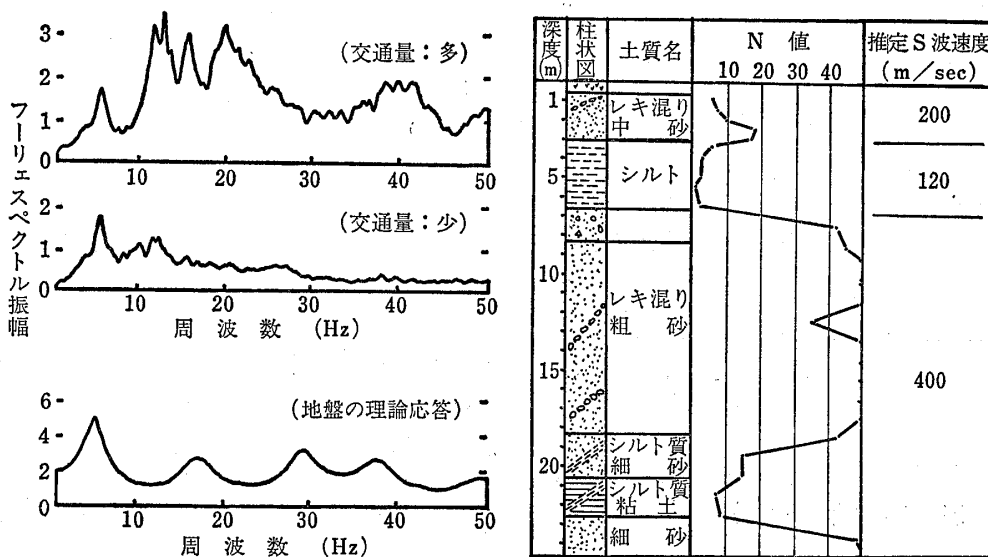 フーリェスペクトル振幅
3
2
1
0
(交通量：多)
10 20 30 40 50
2
1
0
(交通量：少)
10 20 30 40 50
周波数 (Hz)
6
4
2
0
(地盤の理論応答)
10 20 30 40 50
周波数 (Hz)
深度(m) 柱状図 土質名 N値 推定S波速度
10 20 30 40 (m/sec)
1
レキ混り
中砂
200
5
シルト
120
10
レキ混り
粗砂
15
400
シルト質
細砂
20
シルト質
粘土
細砂